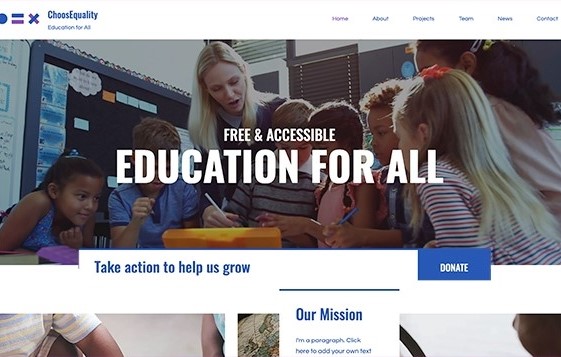 ChoosEquality
Education for All
Home About Projects Team News Contact
FREE & ACCESSIBLE
EDUCATION FOR ALL
Take action to help us grow
DONATE
Our Mission
I'm a paragraph. Click
here to add your own text